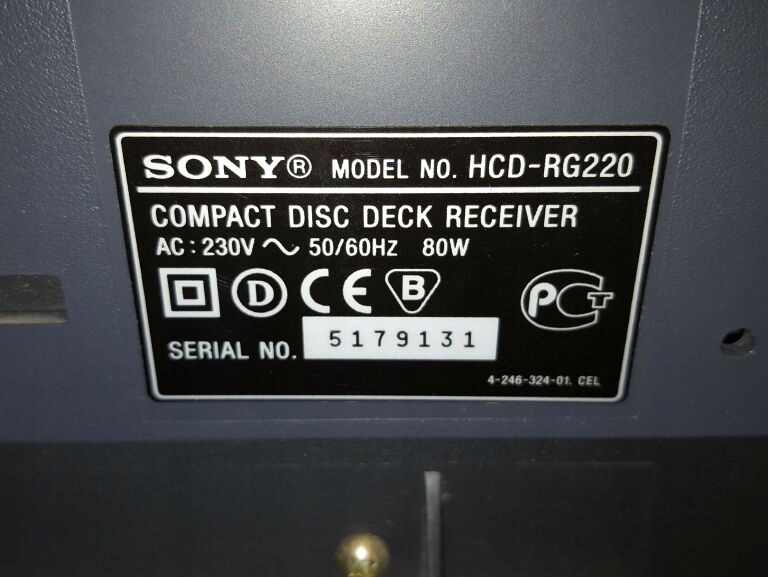 SONY® MODEL NO. HCD-RG220
COMPACT DISC DECK RECEIVER
AC : 230V ∿ 50/60Hz 80W
D CE B PCT
SERIAL NO. 5179131
4-246-324-01. CEL